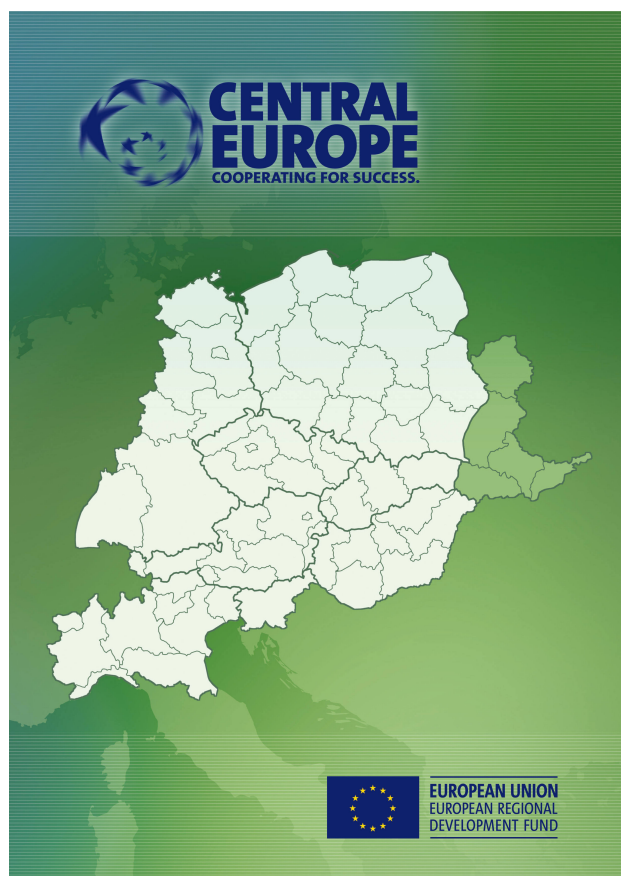 CENTRAL
EUROPE
COOPERATING FOR SUCCESS.
EUROPEAN UNION
EUROPEAN REGIONAL
DEVELOPMENT FUND